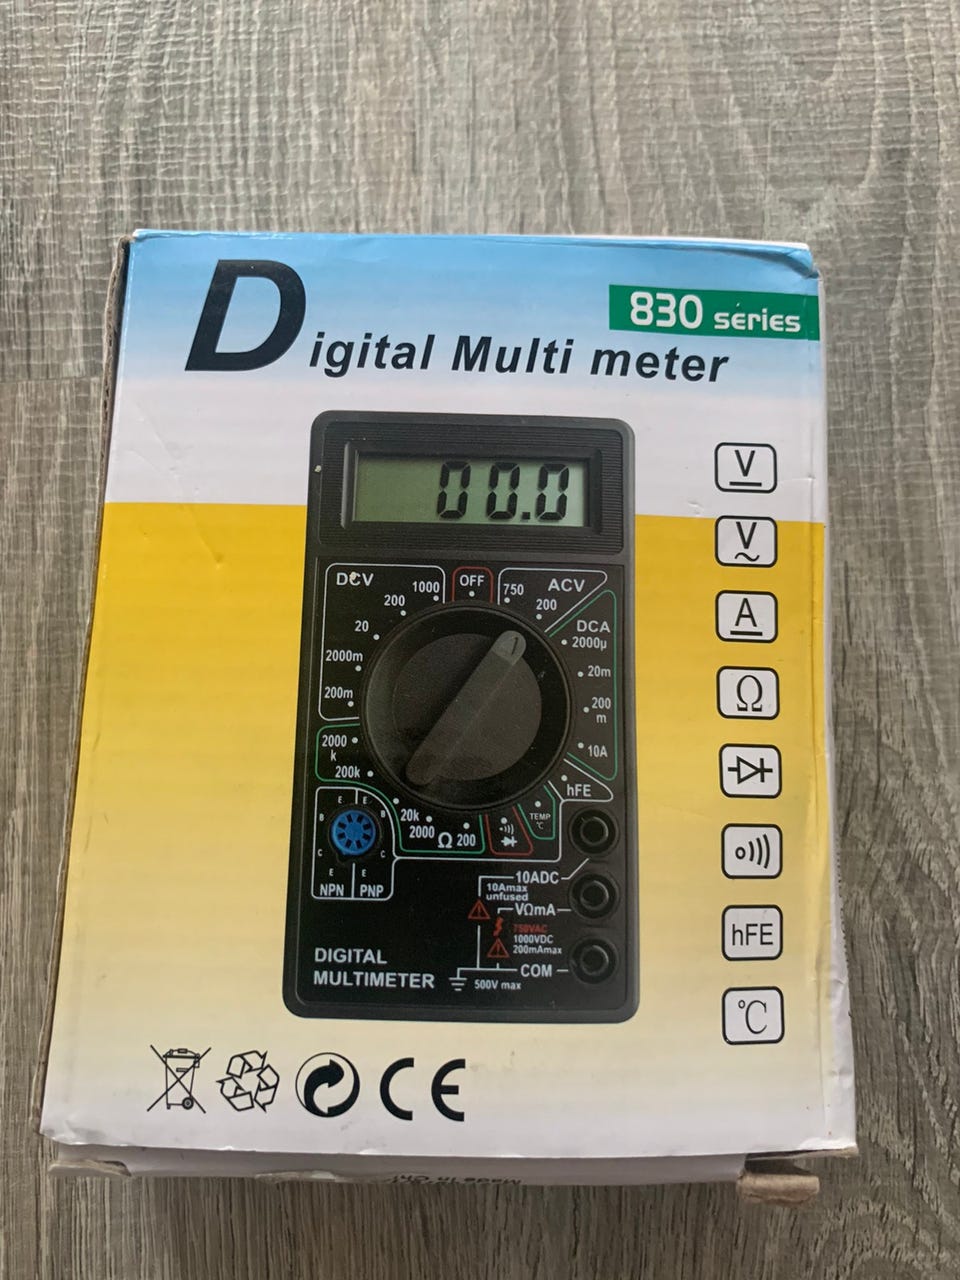 Digital Multi meter
830 series
00.0
DCV
1000
OFF
750
ACV
200
200
20
DCA
2000µ
2000m
20m
200m
200
m
2000
k
10A
200k
hFE
20k
2000
Ω
200
TEMP
°C
E
E
B
B
C
C
E
E
NPN
PNP
10ADC
10Amax
unfused
VΩmA
750VAC
1000VDC
200mAmax
COM
500V max
DIGITAL
MULTIMETER
V
V
A
Ω
hFE
°C
CE